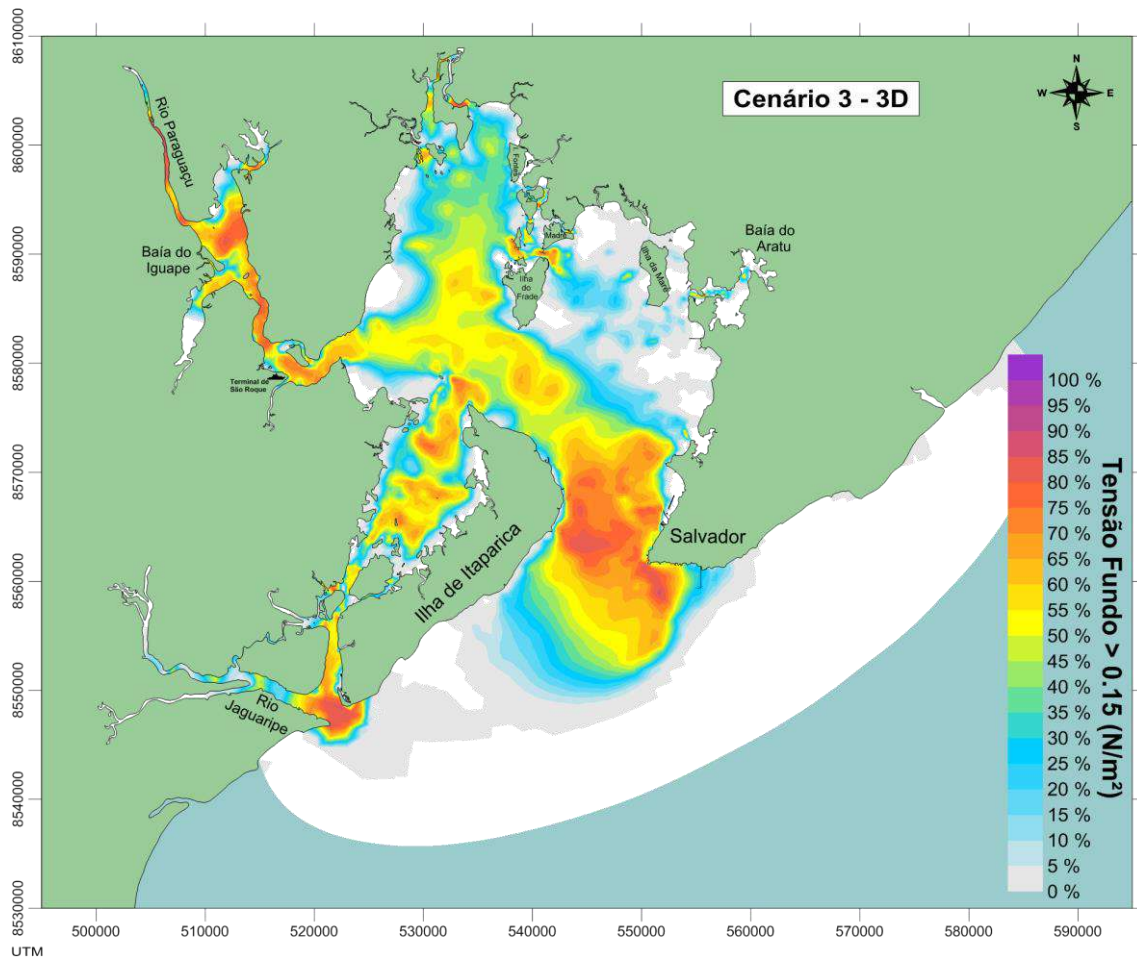 8610000
8600000
8590000
8580000
8570000
8560000
8550000
8540000
8530000
500000
510000
520000
530000
540000
550000
560000
570000
580000
590000
UTM
Cenário 3 - 3D
N
W
E
S
Rio Paraguaçu
Baía do
Iguape
Terminal de
São Roque
I. Fontes
Madre
Ilha
do
Frade
Ilha da Maré
Baía do
Aratu
Salvador
Ilha de Itaparica
Rio
Jaguaripe
100 %
95 %
90 %
85 %
80 %
75 %
70 %
65 %
60 %
55 %
50 %
45 %
40 %
35 %
30 %
25 %
20 %
15 %
10 %
5 %
0 %
Tensão Fundo > 0.15 (N/m²)